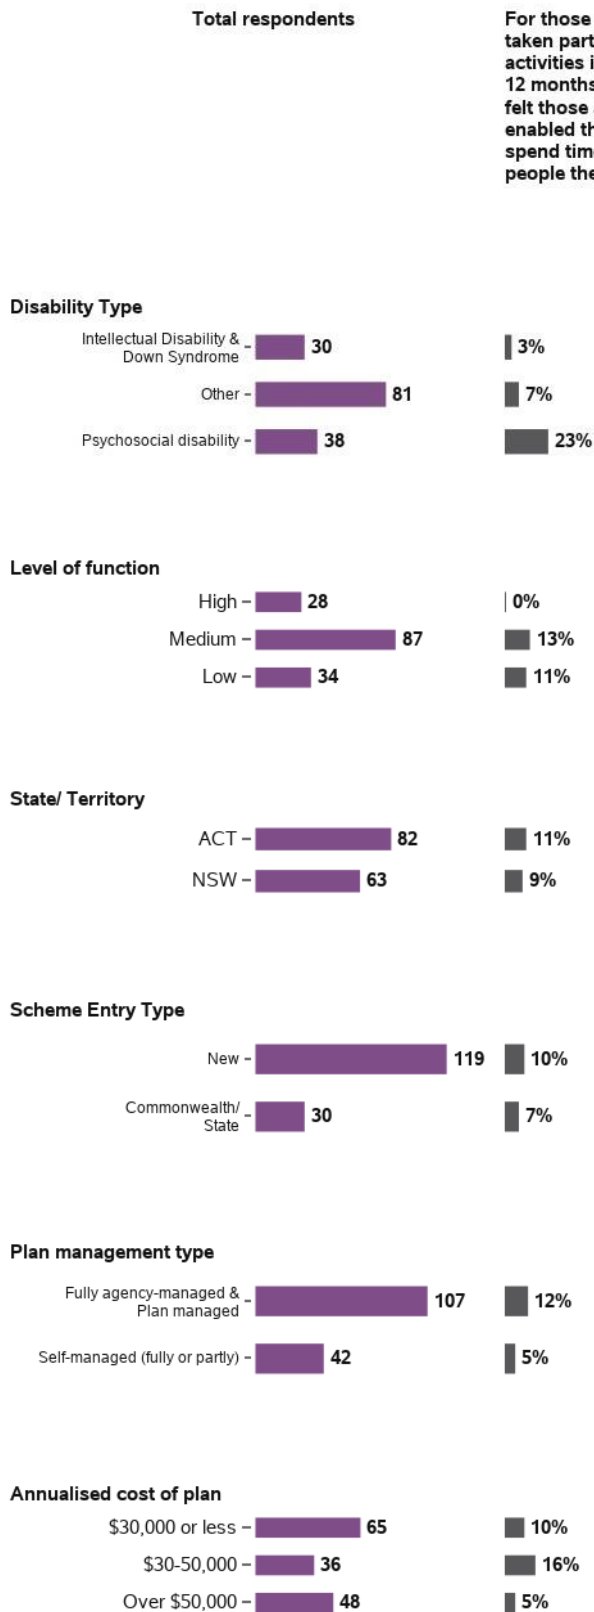 Total respondents
For those
taken part
activities i
12 months
felt those
enabled th
spend tim
people the
Disability Type
Intellectual Disability &
Down Syndrome
30
3%
Other
81
7%
Psychosocial disability
38
23%
Level of function
High
28
0%
Medium
87
13%
Low
34
11%
State/ Territory
ACT
82
11%
NSW
63
9%
Scheme Entry Type
New
119
10%
Commonwealth/
State
30
7%
Plan management type
Fully agency-managed &
Plan managed
107
12%
Self-managed (fully or partly)
42
5%
Annualised cost of plan
$30,000 or less
65
10%
$30-50,000
36
16%
Over $50,000
48
5%